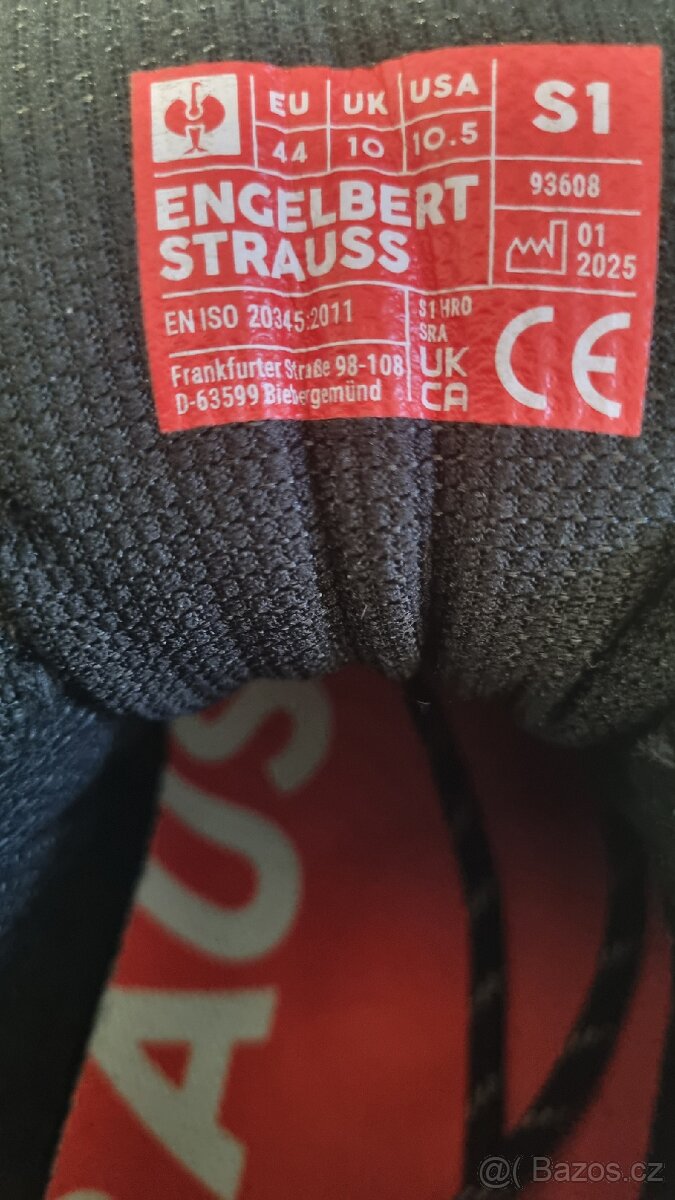 EU UK USA
44 10 10.5
S1
93608
ENGELBERT
STRAUSS
01
2025
EN ISO 20345:2011
S1 HRO
SRA
Frankfurter Straße 98-108
D-63599 Biebergemünd
UK
CA
CE
RAUS
@( Bazos.cz